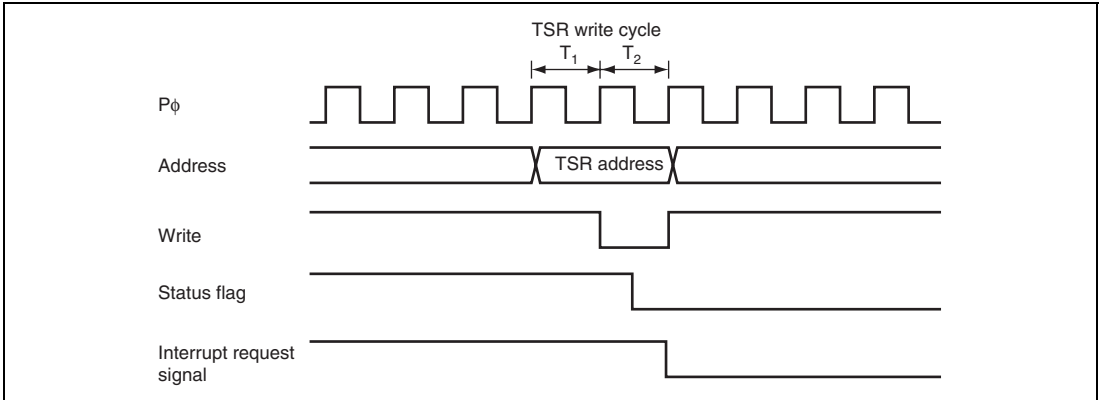 TSR write cycle
T₁ T₂
Pϕ
Address
TSR address
Write
Status flag
Interrupt request
signal